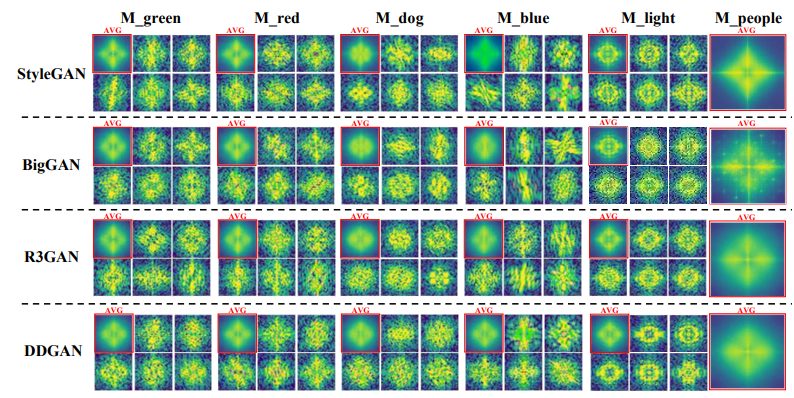 M_green M_red M_dog M_blue M_light M_people
AVG AVG AVG AVG AVG AVG
StyleGAN
AVG AVG AVG AVG AVG AVG
BigGAN
AVG AVG AVG AVG AVG AVG
R3GAN
AVG AVG AVG AVG AVG AVG
DDGAN